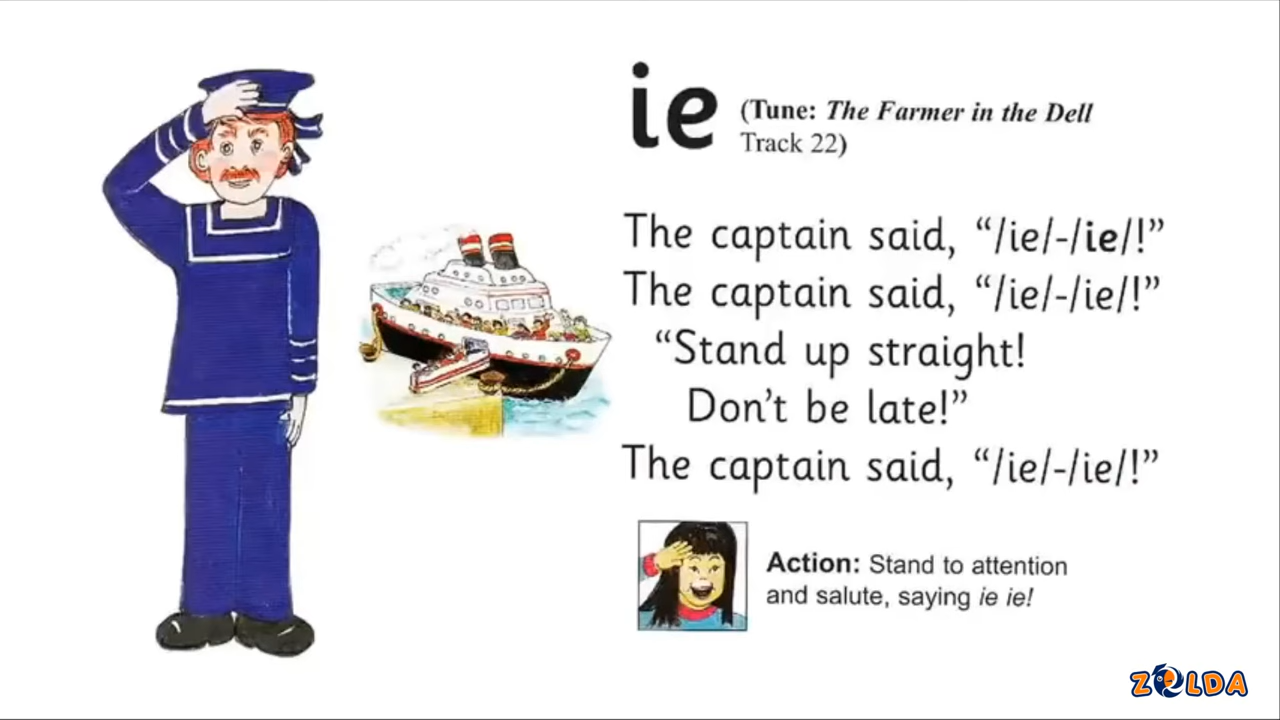 ie
(Tune: The Farmer in the Dell
Track 22)
The captain said, “/ie/-/ie/!”
The captain said, “/ie/-/ie/!”
“Stand up straight!
Don’t be late!”
The captain said, “/ie/-/ie/!”
Action: Stand to attention
and salute, saying ie ie!
ZOLDA